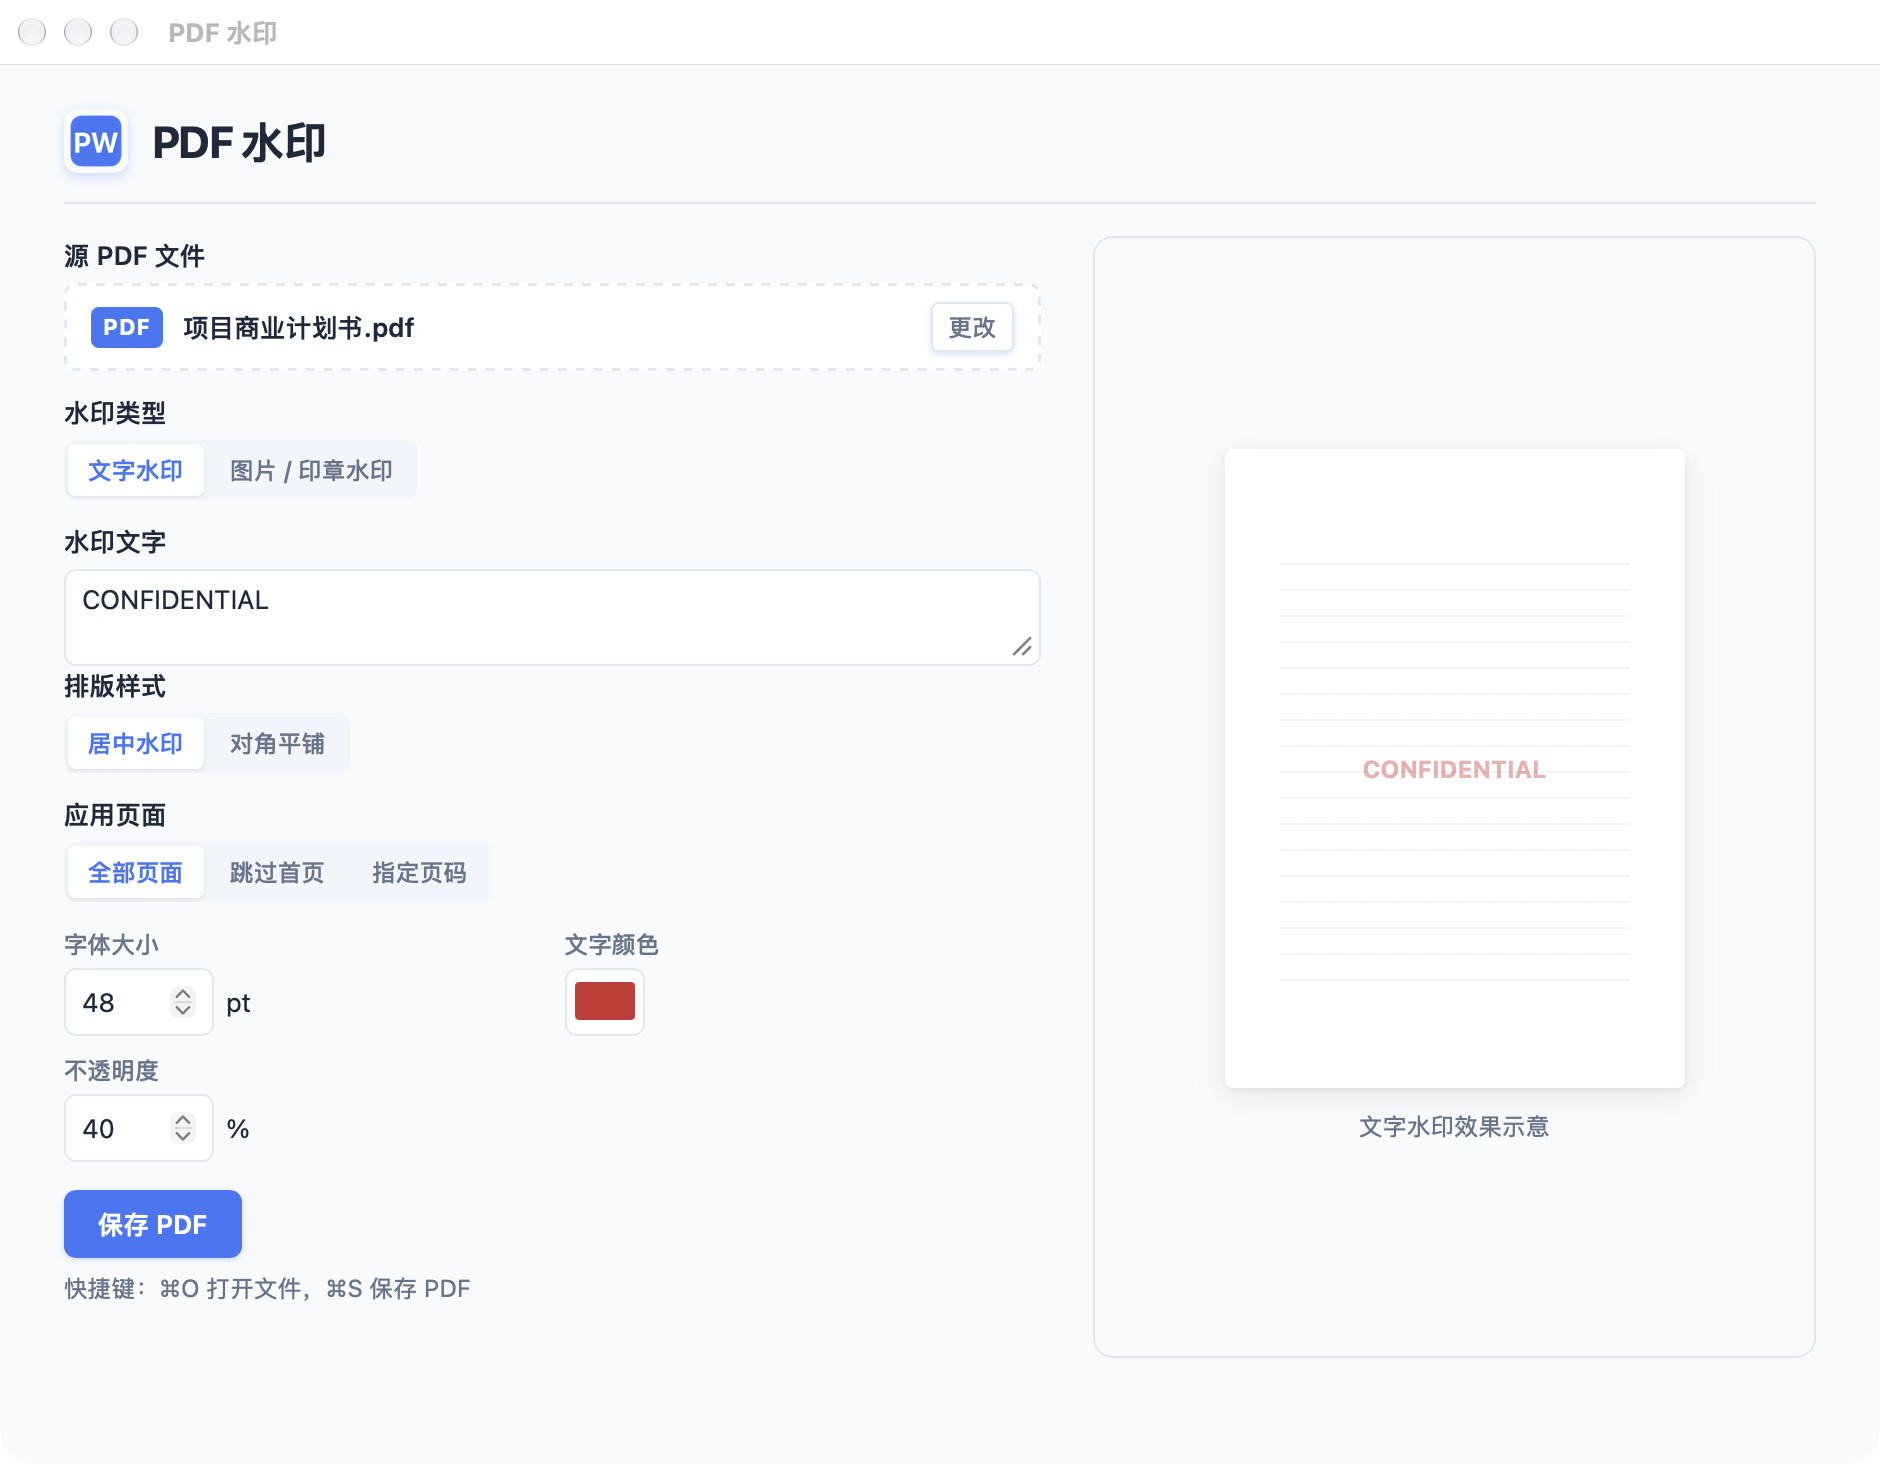 PDF 水印
PW
PDF 水印
源 PDF 文件
PDF
项目商业计划书.pdf
更改
水印类型
文字水印
图片 / 印章水印
水印文字
CONFIDENTIAL
排版样式
居中水印
对角平铺
应用页面
全部页面
跳过首页
指定页码
字体大小
文字颜色
48
pt
不透明度
40
%
保存 PDF
快捷键：⌘O 打开文件，⌘S 保存 PDF
CONFIDENTIAL
文字水印效果示意